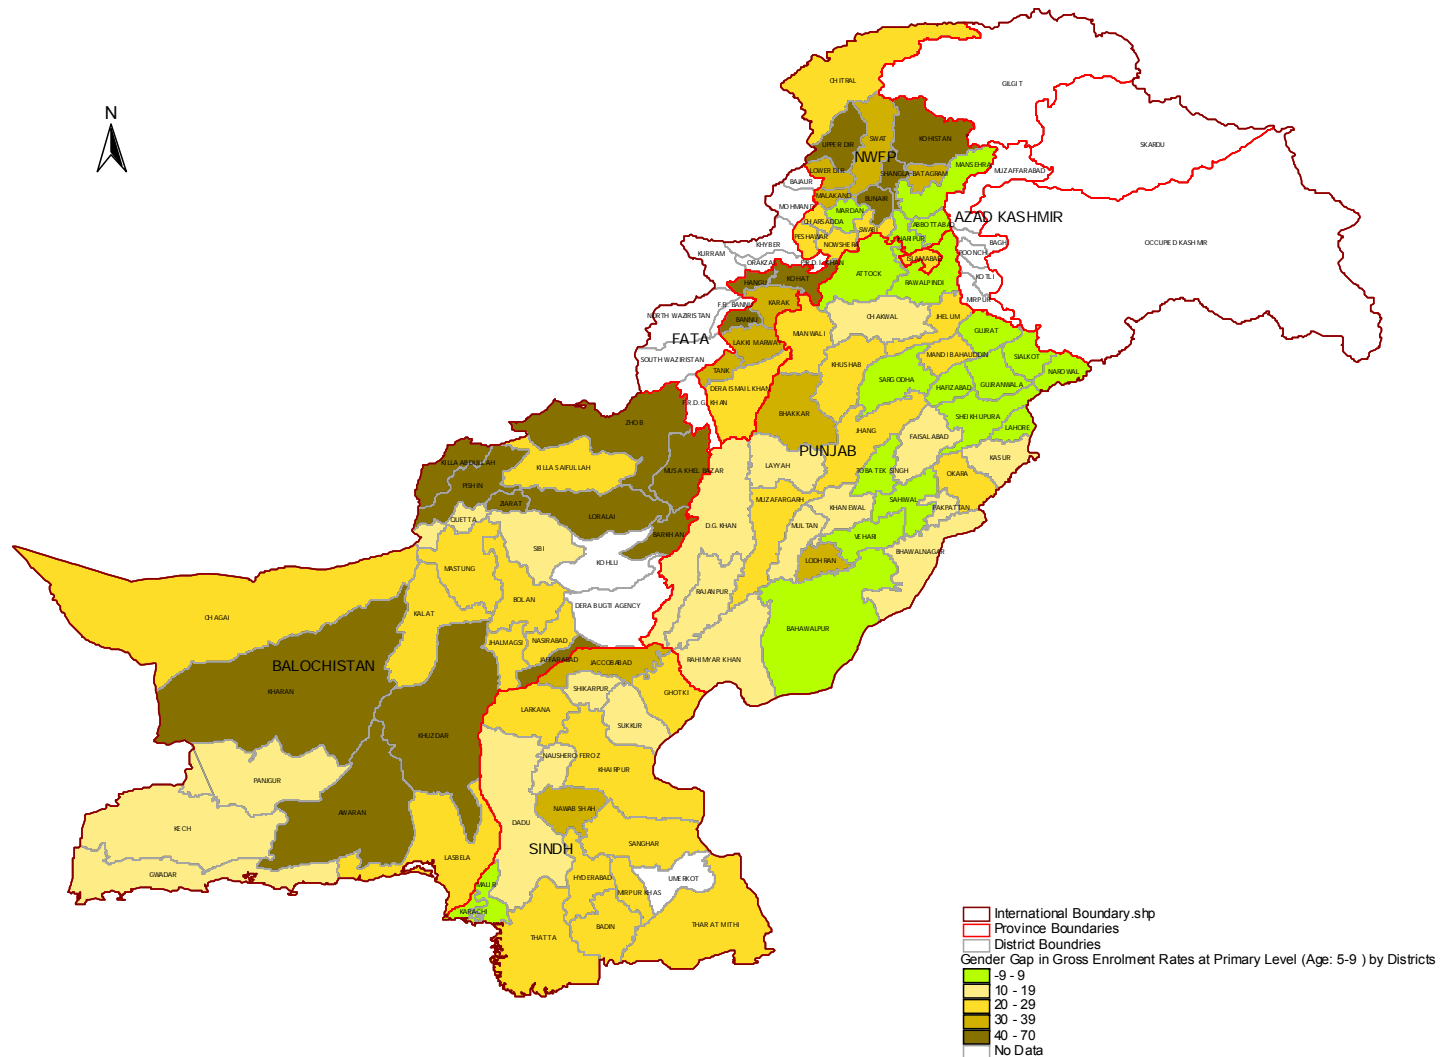 N
CHITRAL
GILGIT
SKARDU
UPPER DIR
SWAT
KOHISTAN
NWFP
MANSEHRA
MUZAFFARABAD
LOWER DIR
SHANGLA
BATAGRAM
BAJAUR
MALAKAND
BUNAIR
MOHMAND
MARDAN
AZAD KASHMIR
CHARSADDA
ABBOTTABAD
SWABI
PESHAWAR
NOWSHERA
HARIPUR
BAGH
OCCUPIED KASHMIR
KHYBER
KURRAM
ORAKZAI
KHAN
ISLAMABAD
POONCH
ATTOCK
RAWALPINDI
KOTLI
HANGU
KOHAT
MIRPUR
F.R. BANNU
KARAK
NORTH WAZIRISTAN
BANNU
MIANWALI
CHAKWAL
JHELUM
GUJRAT
FATA
LAKKI MARWAT
SOUTH WAZIRISTAN
MANDI BAHAUDDIN
SIALKOT
KHUSHAB
TANK
SARGODHA
HAFIZABAD
GUJRANWALA
NAROWAL
DERA ISMAIL KHAN
F.R.D.G. KHAN
BHAKKAR
SHEIKHUPURA
ZHOB
JHANG
LAHORE
FAISALABAD
PUNJAB
KILLA ABDULLAH
KILLA SAIFULLAH
MUSA KHEL BAZAR
LAYYAH
TOBA TEK SINGH
KASUR
OKARA
PISHIN
ZIARAT
MUZAFARGARH
SAHIWAL
KHANEWAL
PAKPATTAN
LORALAI
QUETTA
D.G. KHAN
MULTAN
BARKHAN
VEHARI
SIBI
BHAWALNAGAR
KOHLU
LODHRAN
MASTUNG
RAJANPUR
BOLAN
DERA BUGTI AGENCY
CHAGAI
KALAT
BAHAWALPUR
JHALMAGSI
NASIRABAD
BALOCHISTAN
JAFFARABAD
JACCOBABAD
RAHIMYAR KHAN
KHARAN
SHIKARPUR
GHOTKI
LARKANA
SUKKUR
KHUZDAR
NAUSHERO FEROZ
KHAIRPUR
PANJGUR
AWARAN
NAWAB SHAH
KECH
DADU
SANGHAR
SINDH
LASBELA
GWADAR
HYDERABAD
UMERKOT
MALIR
MIRPUR KHAS
KARACHI
BADIN
THAR AT MITHI
THATTA
International Boundary.shp
Province Boundaries
District Boundries
Gender Gap in Gross Enrolment Rates at Primary Level (Age: 5-9 ) by Districts
-9 - 9
10 - 19
20 - 29
30 - 39
40 - 70
No Data